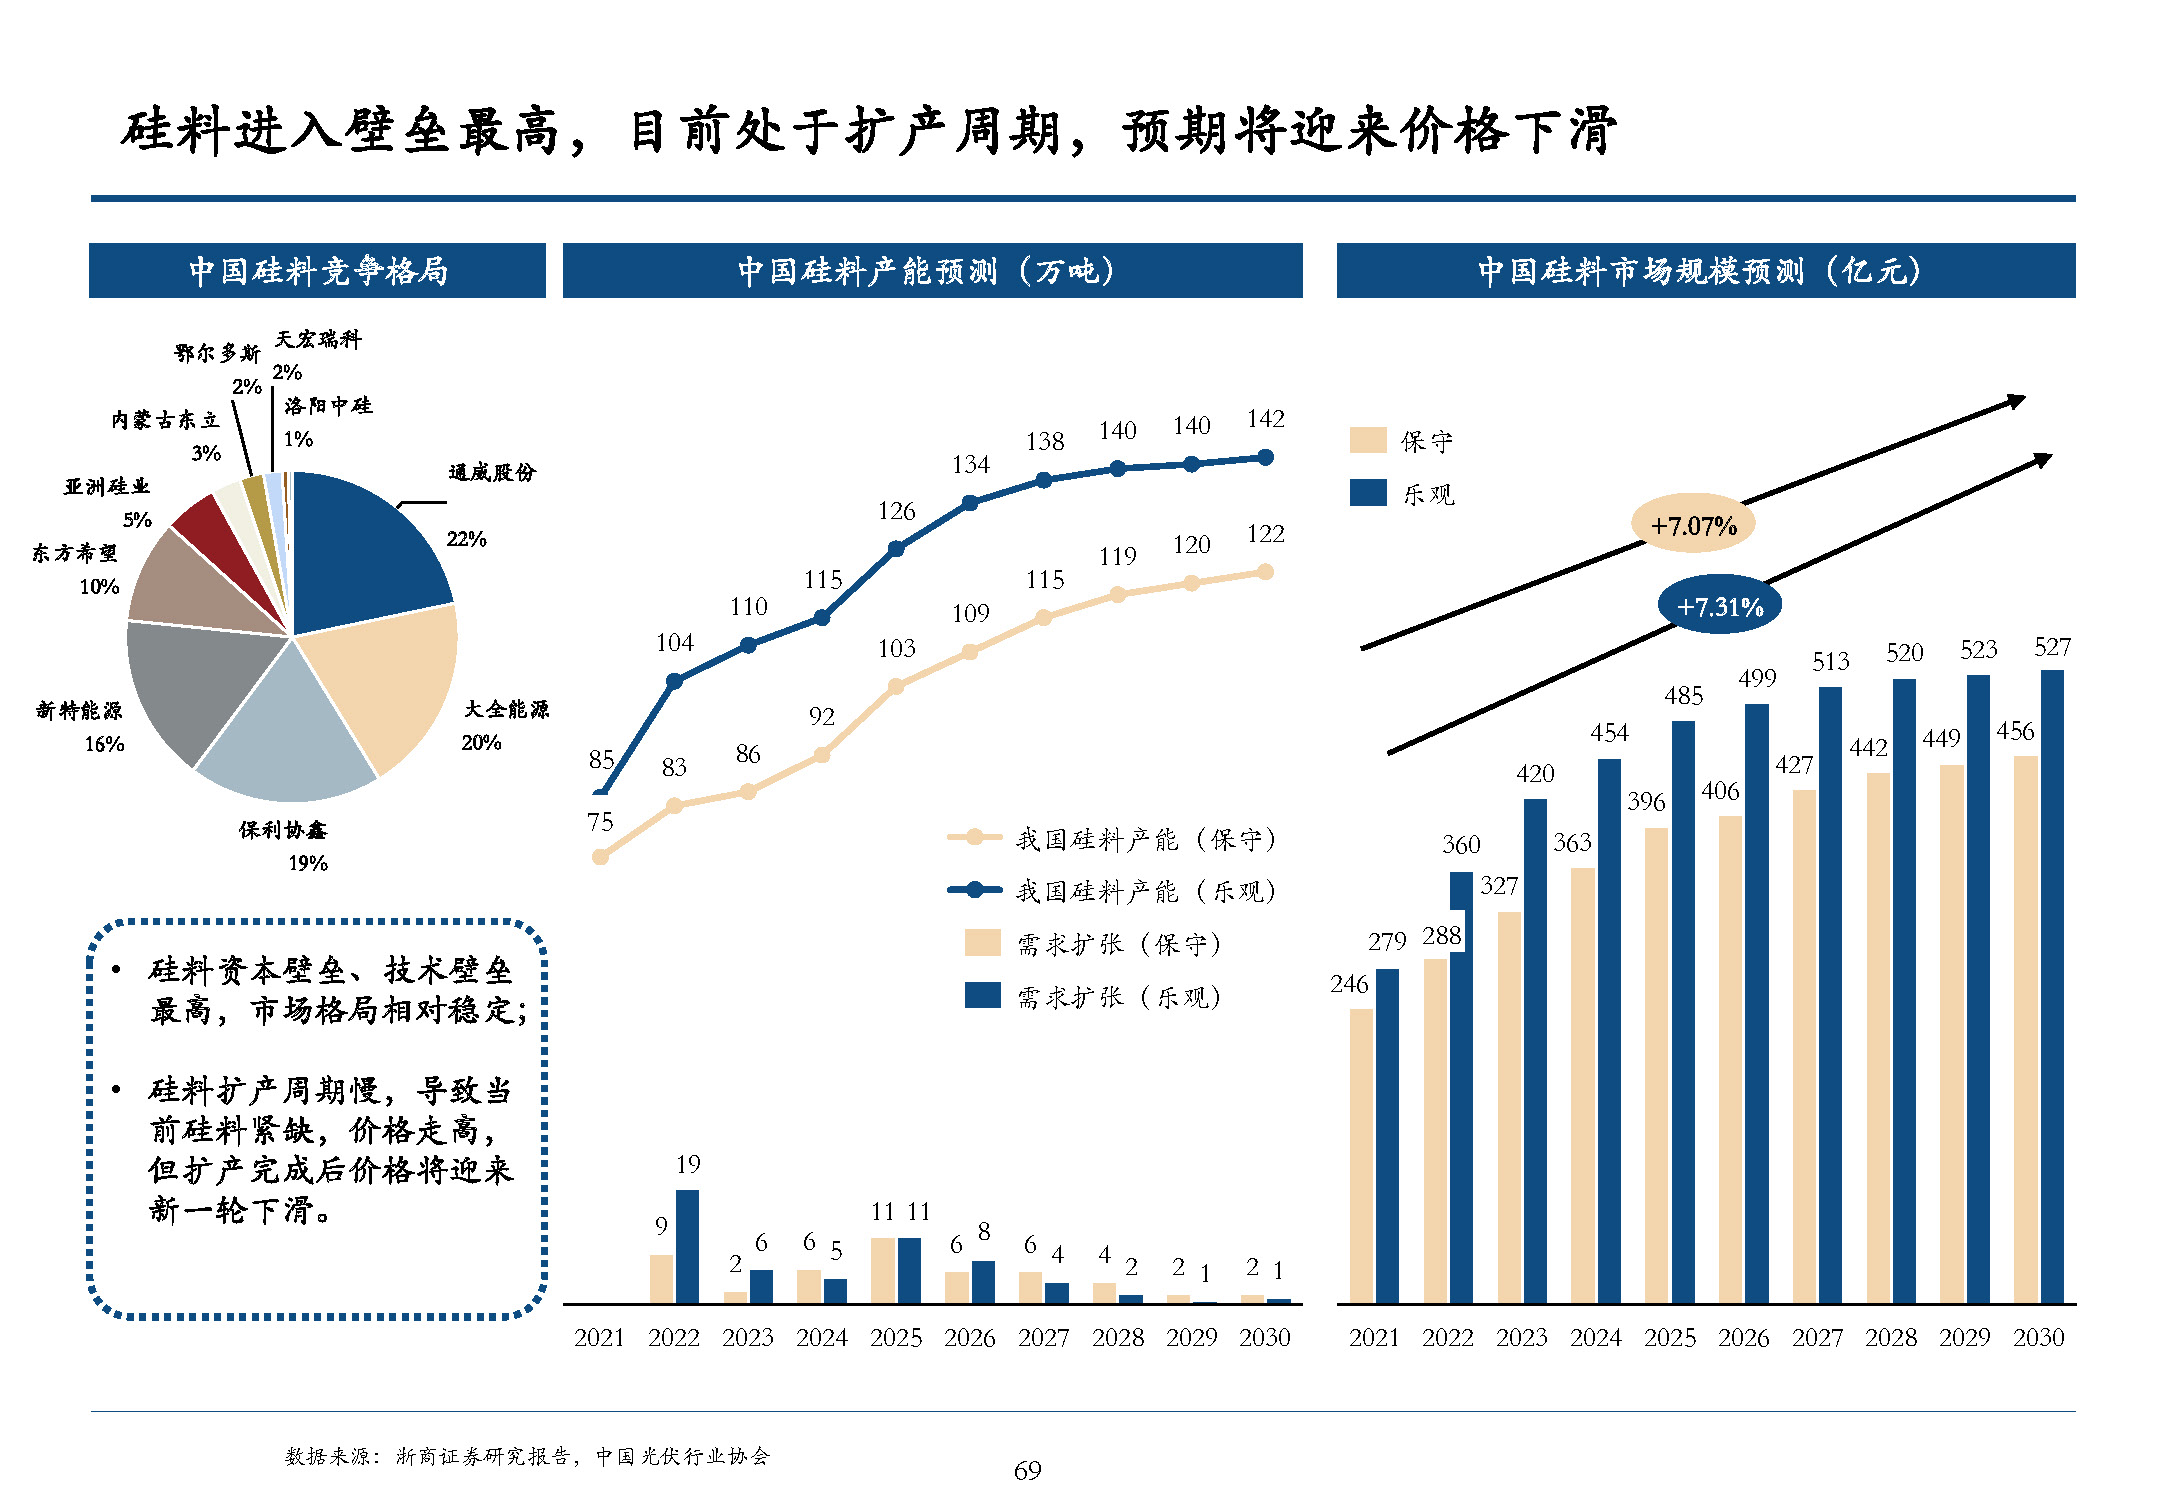 硅料进入壁垒最高，目前处于扩产周期，预期将迎来价格下滑
中国硅料竞争格局
天宏瑞科
2%
鄂尔多斯
2%
洛阳中硅
1%
内蒙古东立
3%
通威股份
22%
亚洲硅业
5%
东方希望
10%
新特能源
16%
大全能源
20%
保利协鑫
19%
• 硅料资本壁垒、技术壁垒
最高，市场格局相对稳定；
• 硅料扩产周期慢，导致当
前硅料紧缺，价格走高，
但扩产完成后价格将迎来
新一轮下滑。
中国硅料产能预测（万吨）
85 104 110 115 126 134 138 140 140 142
75 83 86 92 103 109 115 119 120 122
我国硅料产能（保守）
我国硅料产能（乐观）
需求扩张（保守）
需求扩张（乐观）
9 19 2 6 6 5 11 11 6 8 6 4 4 2 2 1 2 1
2021 2022 2023 2024 2025 2026 2027 2028 2029 2030
中国硅料市场规模预测（亿元）
保守
乐观
+7.07%
+7.31%
246 279 288 360 327 420 363 454 396 485 406 499 427 513 442 520 449 523 456 527
2021 2022 2023 2024 2025 2026 2027 2028 2029 2030
数据来源：浙商证券研究报告，中国光伏行业协会
69